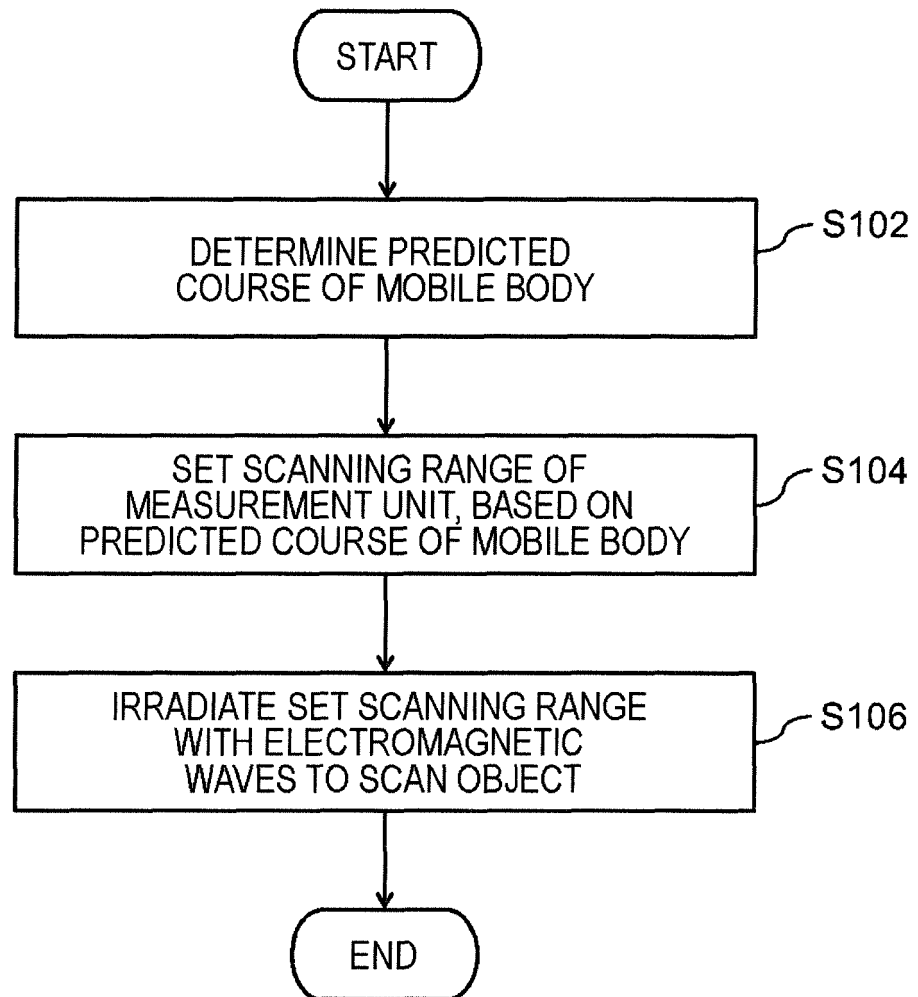 START
DETERMINE PREDICTED
COURSE OF MOBILE BODY
S102
SET SCANNING RANGE OF
MEASUREMENT UNIT, BASED ON
PREDICTED COURSE OF MOBILE BODY
S104
IRRADIATE SET SCANNING RANGE
WITH ELECTROMAGNETIC
WAVES TO SCAN OBJECT
S106
END